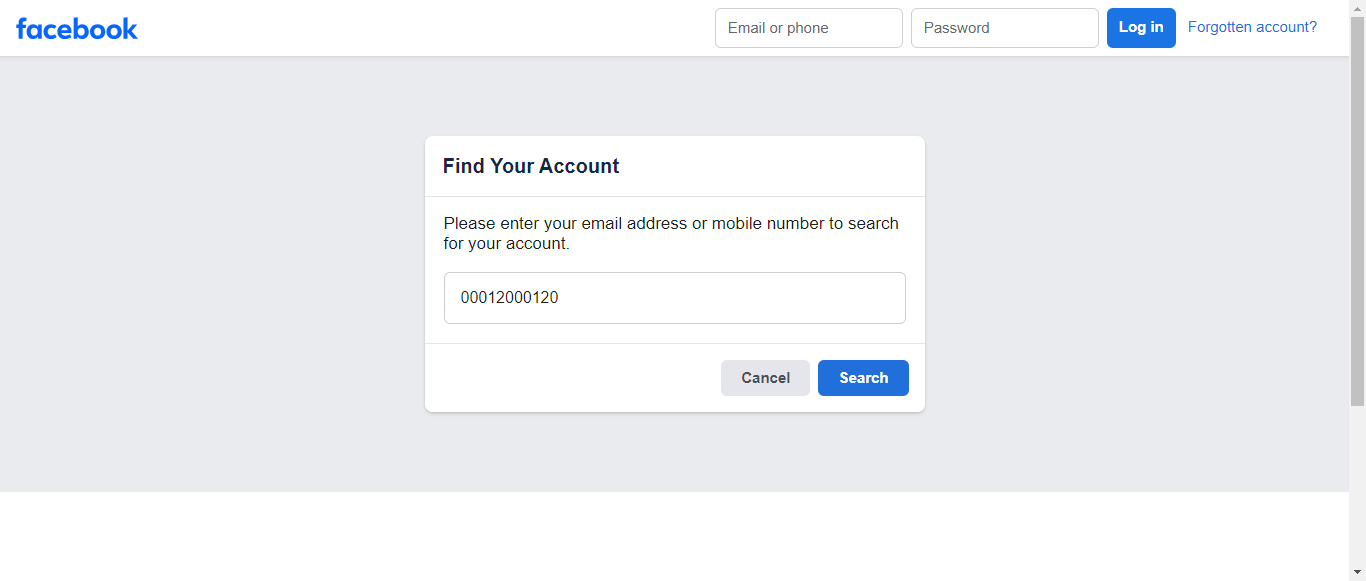 facebook
Email or phone
Password
Log in
Forgotten account?
Find Your Account
Please enter your email address or mobile number to search
for your account.
00012000120
Cancel
Search